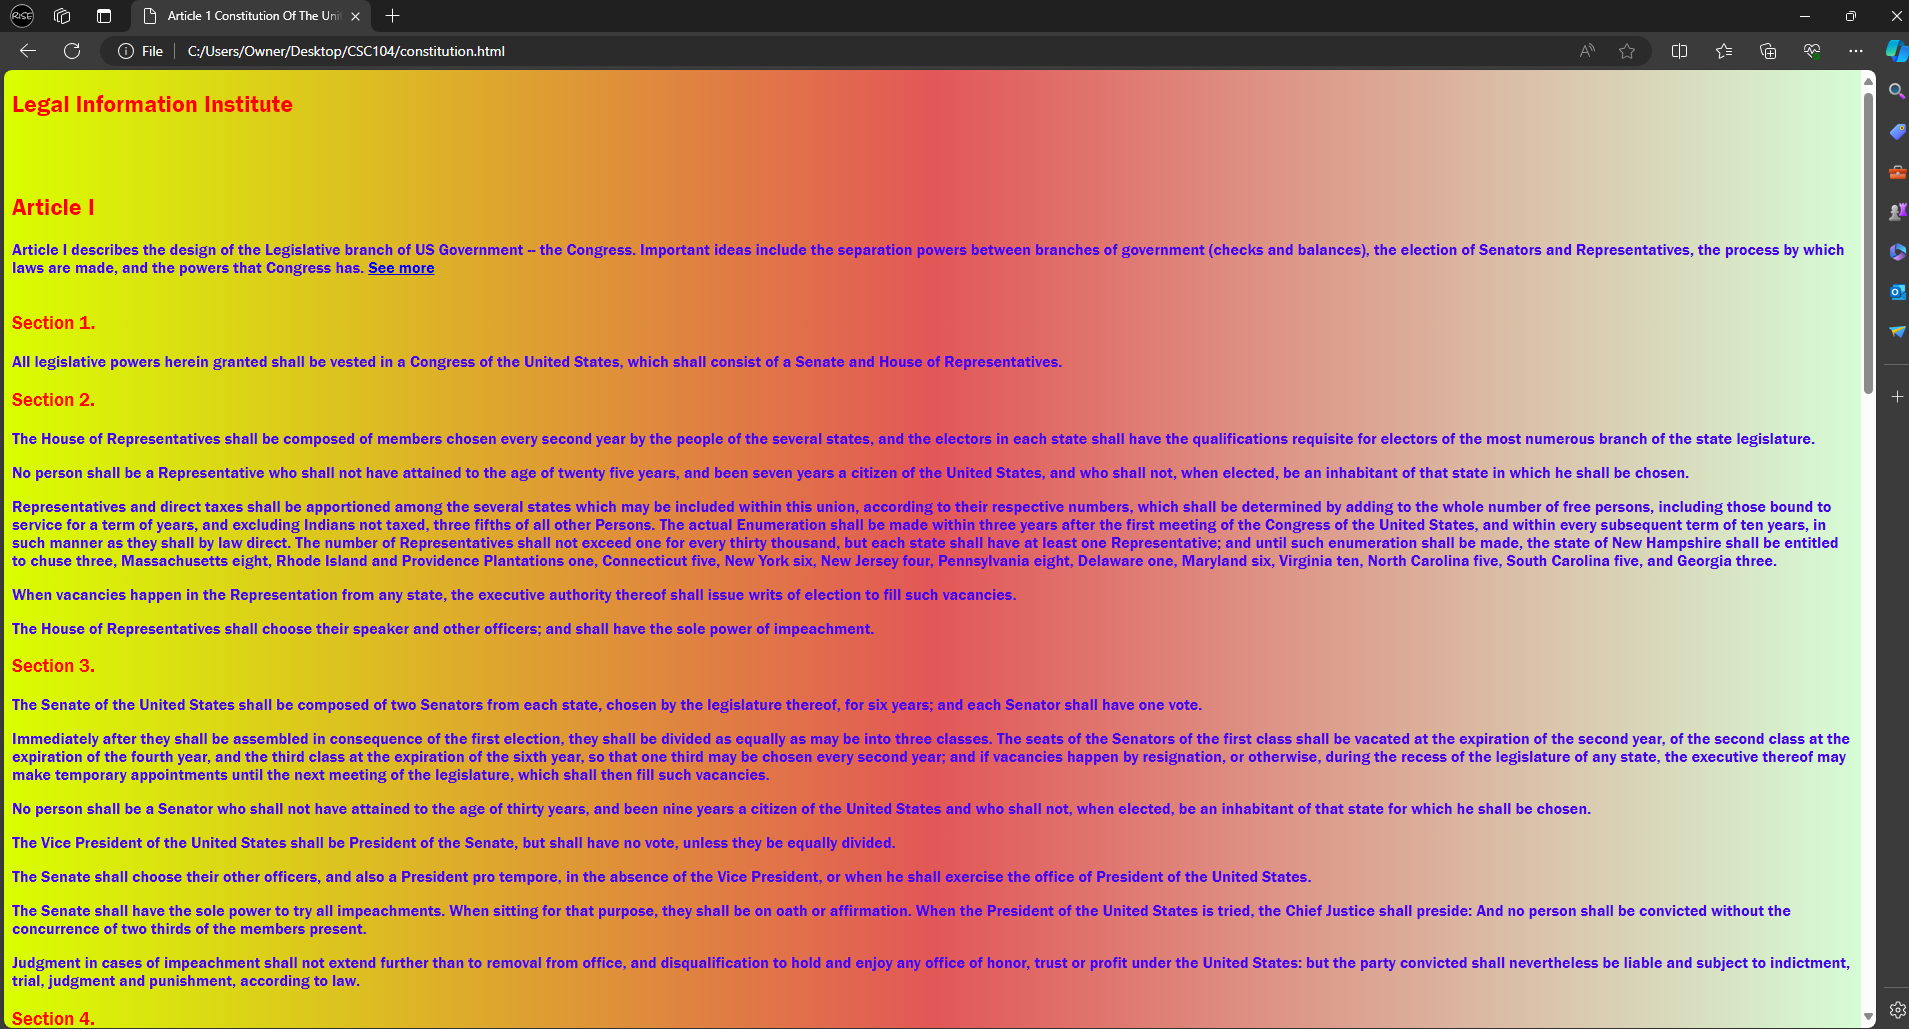 RISE
Article 1 Constitution Of The Uni
File
C:/Users/Owner/Desktop/CSC104/constitution.html
Legal Information Institute
Article I
Article I describes the design of the Legislative branch of US Government -- the Congress. Important ideas include the separation powers between branches of government (checks and balances), the election of Senators and Representatives, the process by which
laws are made, and the powers that Congress has. See more
Section 1.
All legislative powers herein granted shall be vested in a Congress of the United States, which shall consist of a Senate and House of Representatives.
Section 2.
The House of Representatives shall be composed of members chosen every second year by the people of the several states, and the electors in each state shall have the qualifications requisite for electors of the most numerous branch of the state legislature.
No person shall be a Representative who shall not have attained to the age of twenty five years, and been seven years a citizen of the United States, and who shall not, when elected, be an inhabitant of that state in which he shall be chosen.
Representatives and direct taxes shall be apportioned among the several states which may be included within this union, according to their respective numbers, which shall be determined by adding to the whole number of free persons, including those bound to
service for a term of years, and excluding Indians not taxed, three fifths of all other Persons. The actual Enumeration shall be made within three years after the first meeting of the Congress of the United States, and within every subsequent term of ten years, in
such manner as they shall by law direct. The number of Representatives shall not exceed one for every thirty thousand, but each state shall have at least one Representative; and until such enumeration shall be made, the state of New Hampshire shall be entitled
to chuse three, Massachusetts eight, Rhode Island and Providence Plantations one, Connecticut five, New York six, New Jersey four, Pennsylvania eight, Delaware one, Maryland six, Virginia ten, North Carolina five, South Carolina five, and Georgia three.
When vacancies happen in the Representation from any state, the executive authority thereof shall issue writs of election to fill such vacancies.
The House of Representatives shall choose their speaker and other officers; and shall have the sole power of impeachment.
Section 3.
The Senate of the United States shall be composed of two Senators from each state, chosen by the legislature thereof, for six years; and each Senator shall have one vote.
Immediately after they shall be assembled in consequence of the first election, they shall be divided as equally as may be into three classes. The seats of the Senators of the first class shall be vacated at the expiration of the second year, of the second class at the
expiration of the fourth year, and the third class at the expiration of the sixth year, so that one third may be chosen every second year; and if vacancies happen by resignation, or otherwise, during the recess of the legislature of any state, the executive thereof may
make temporary appointments until the next meeting of the legislature, which shall then fill such vacancies.
No person shall be a Senator who shall not have attained to the age of thirty years, and been nine years a citizen of the United States and who shall not, when elected, be an inhabitant of that state for which he shall be chosen.
The Vice President of the United States shall be President of the Senate, but shall have no vote, unless they be equally divided.
The Senate shall choose their other officers, and also a President pro tempore, in the absence of the Vice President, or when he shall exercise the office of President of the United States.
The Senate shall have the sole power to try all impeachments. When sitting for that purpose, they shall be on oath or affirmation. When the President of the United States is tried, the Chief Justice shall preside: And no person shall be convicted without the
concurrence of two thirds of the members present.
Judgment in cases of impeachment shall not extend further than to removal from office, and disqualification to hold and enjoy any office of honor, trust or profit under the United States: but the party convicted shall nevertheless be liable and subject to indictment,
trial, judgment and punishment, according to law.
Section 4.